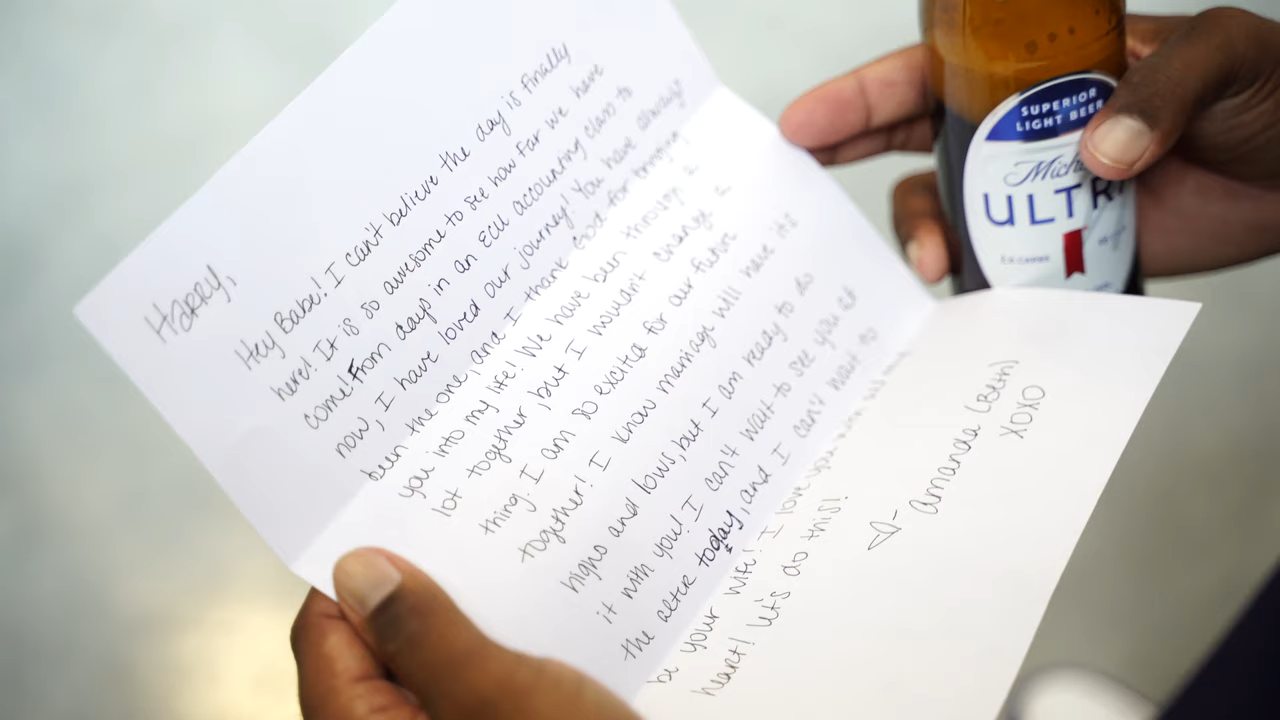 Harry,
Hey Babe! I can't believe the day is finally
here! It is so awesome to see how far we have
come! From days in an ECU accounting class to
now, I have loved our journey! You have always
been the one, and I thank God for bringing
you into my life! We have been through a
lot together, but I wouldn't change a
thing. I am so excited for our future
together! I know marriage will have its
highs and lows, but I am ready to do
it with you! I can't wait to see you at
the alter today, and I can't wait to
be your wife! I love you with all my
heart! Let's do this!
♡- Amanda (Beth)
XOXO
SUPERIOR
LIGHT BEER
Mich
ULTR